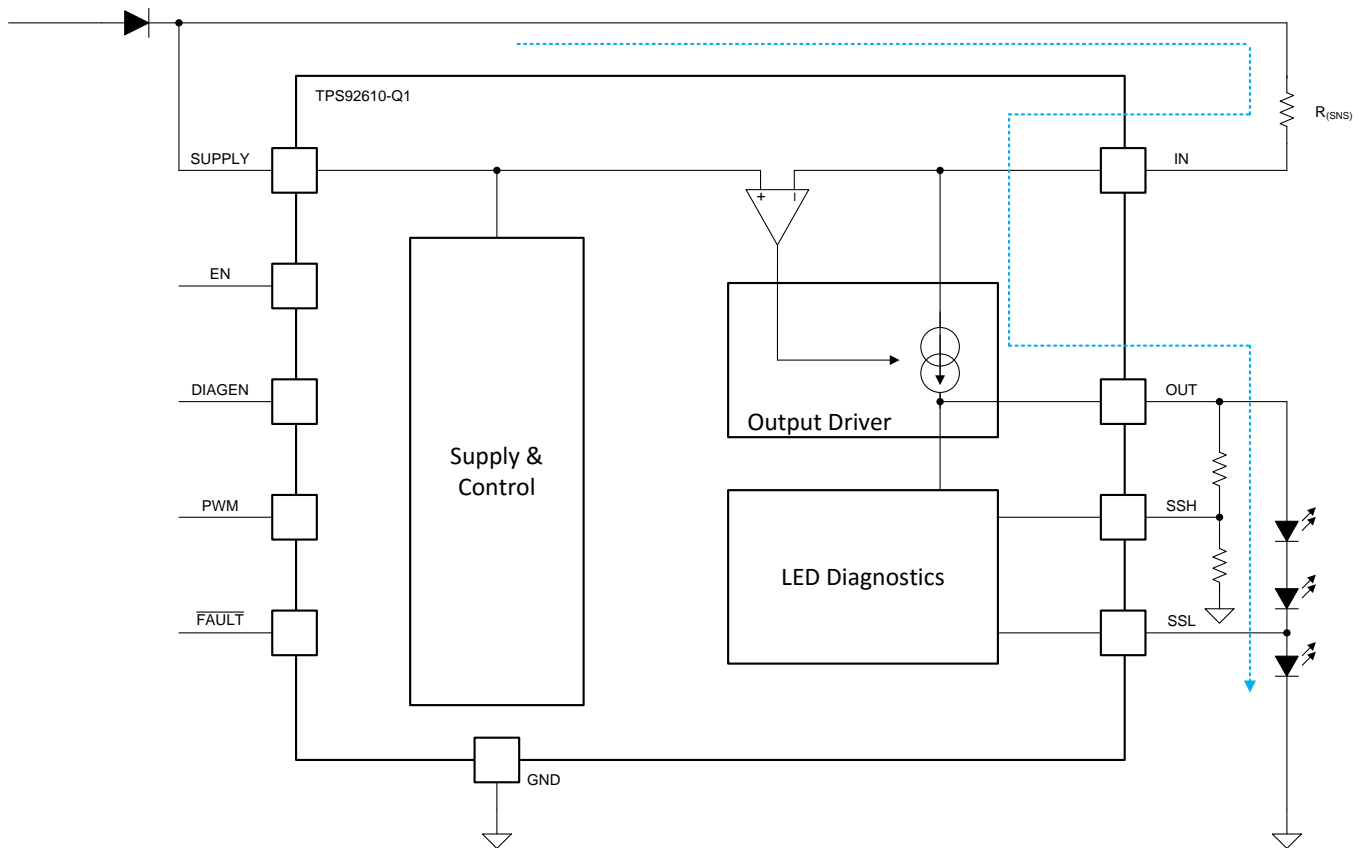 TPS92610-Q1
R(SNS)
SUPPLY
IN
+
–
EN
DIAGEN
OUT
Output Driver
Supply &
Control
PWM
SSH
LED Diagnostics
FAULT
SSL
GND